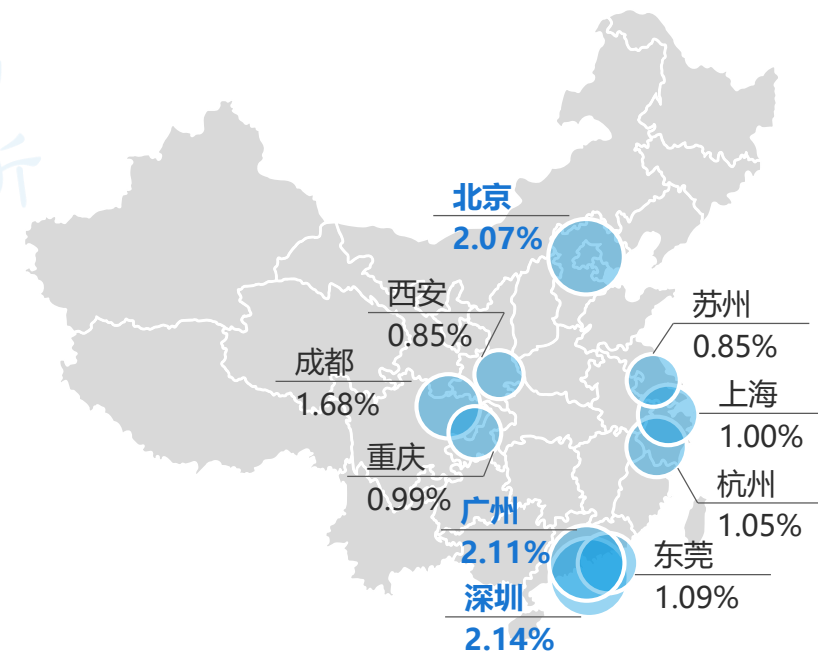 北京
2.07%
西安
0.85%
苏州
0.85%
成都
1.68%
上海
1.00%
重庆
0.99%
杭州
1.05%
广州
2.11%
东莞
1.09%
深圳
2.14%